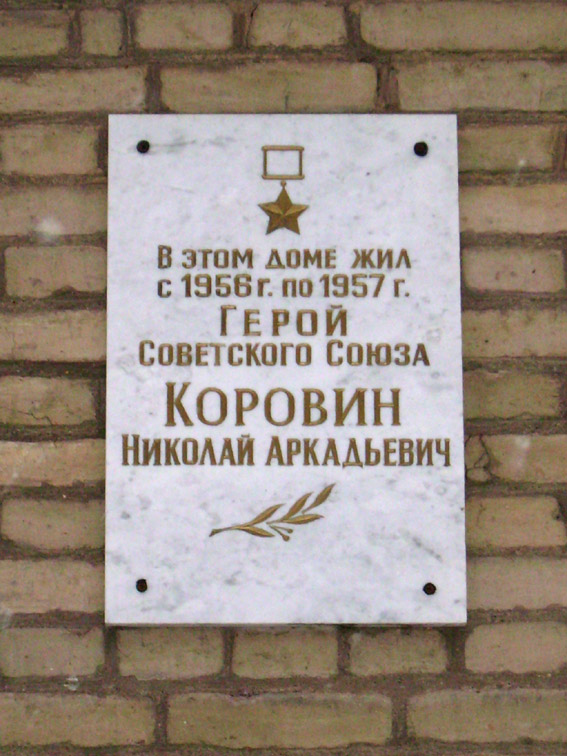 В этом доме жил
с 1956 г. по 1957 г.
Герой
Советского Союза
Коровин
Николай Аркадьевич